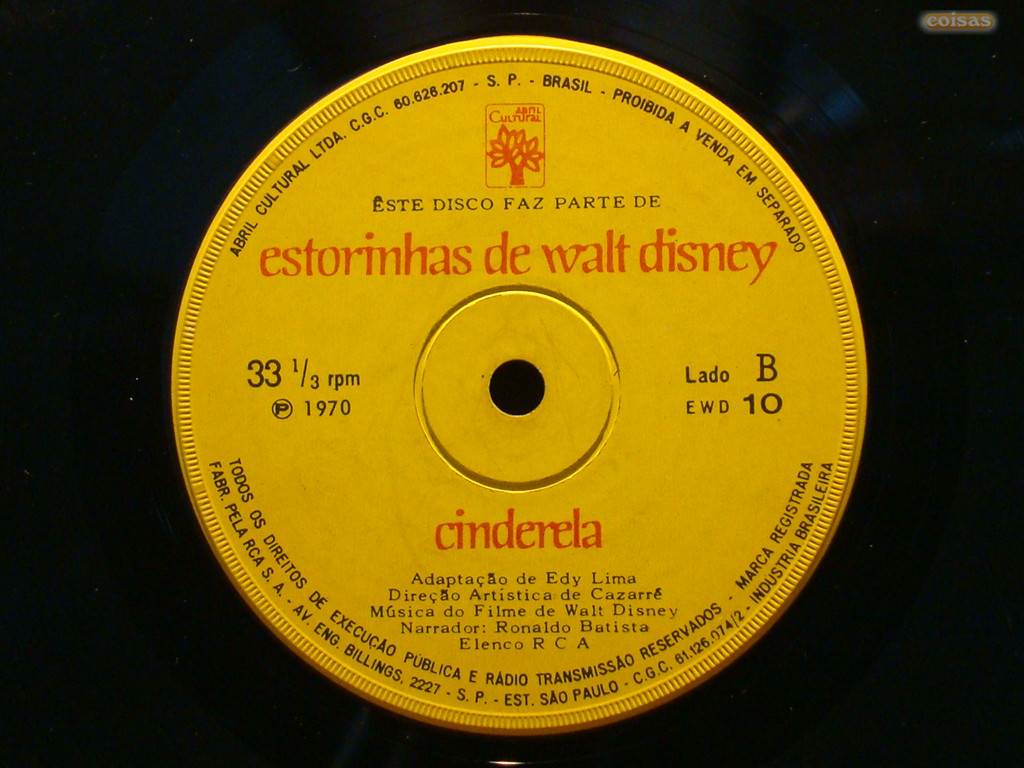 coisas
ABRIL CULTURAL LTDA. C.G.C. 60.626.207 - S. P. - BRASIL - PROIBIDA A VENDA EM SEPARADO
ABRIL
CULTURAL
ÊSTE DISCO FAZ PARTE DE
estorinhas de walt disney
33 1/3 rpm
Ⓟ 1970
Lado B
EWD 10
cinderela
Adaptação de Edy Lima
Direção Artística de Cazarré
Música do Filme de Walt Disney
Narrador: Ronaldo Batista
Elenco R C A
TODOS OS DIREITOS DE EXECUÇÃO PÚBLICA E RÁDIO TRANSMISSÃO RESERVADOS - MARCA REGISTRADA
FABR. PELA RCA S. A. - AV. ENG. BILLINGS, 2227 - S. P. - EST. SÃO PAULO - C.G.C. 61.126.074/2 - INDUSTRIA BRASILEIRA